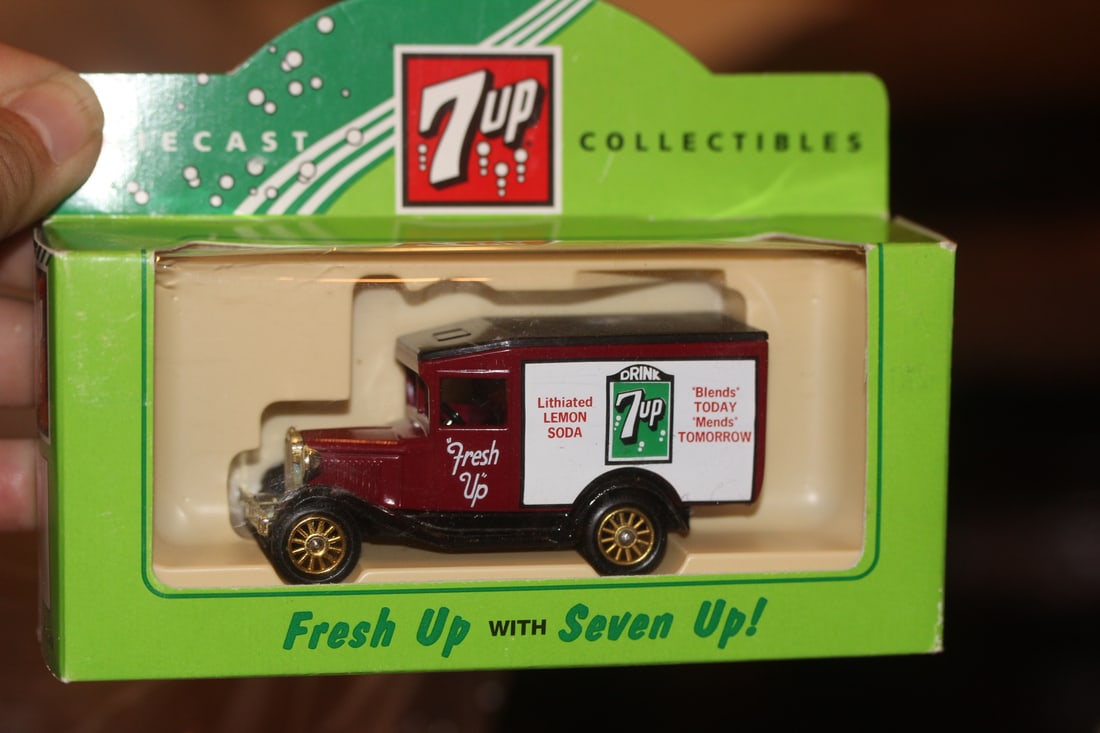 IECAST
7UP
COLLECTIBLES
Lithiated
LEMON
SODA
DRINK
7UP
"Blends"
TODAY
"Mends"
TOMORROW
"Fresh
Up"
Fresh Up WITH Seven Up!